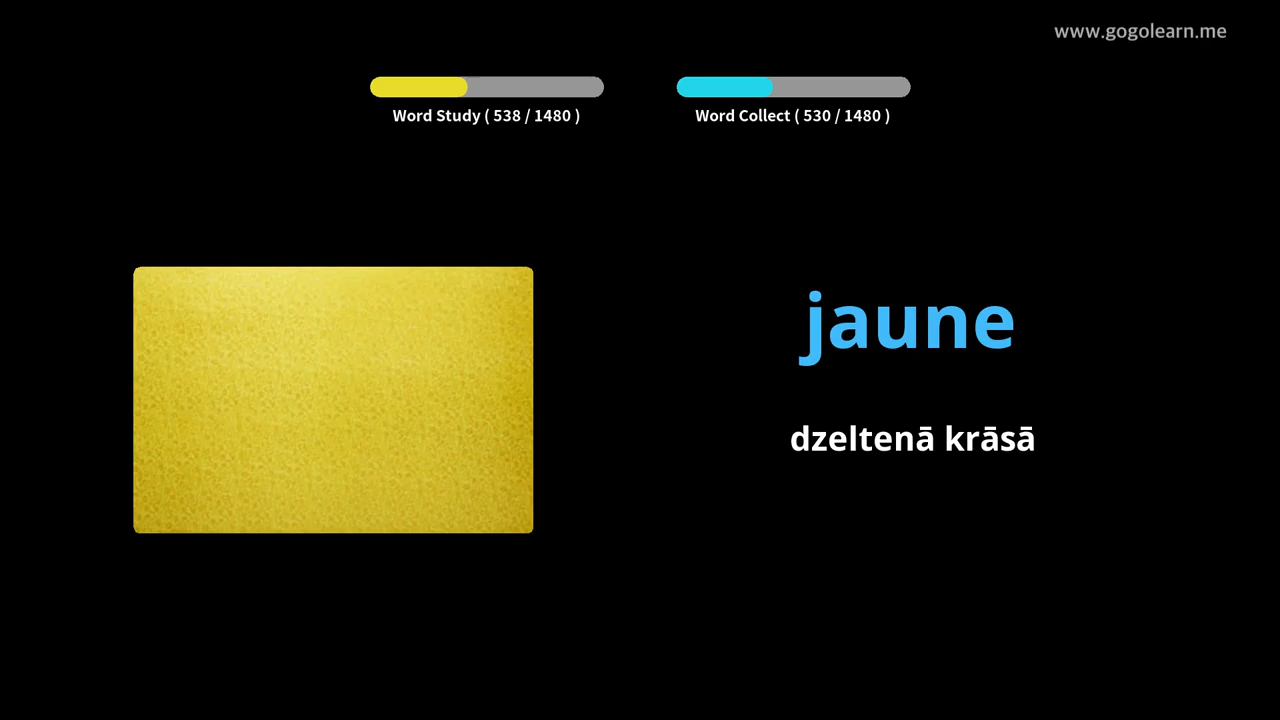 www.gogolearn.me
Word Study ( 538 / 1480 )
Word Collect ( 530 / 1480 )
jaune
dzeltenā krāsā